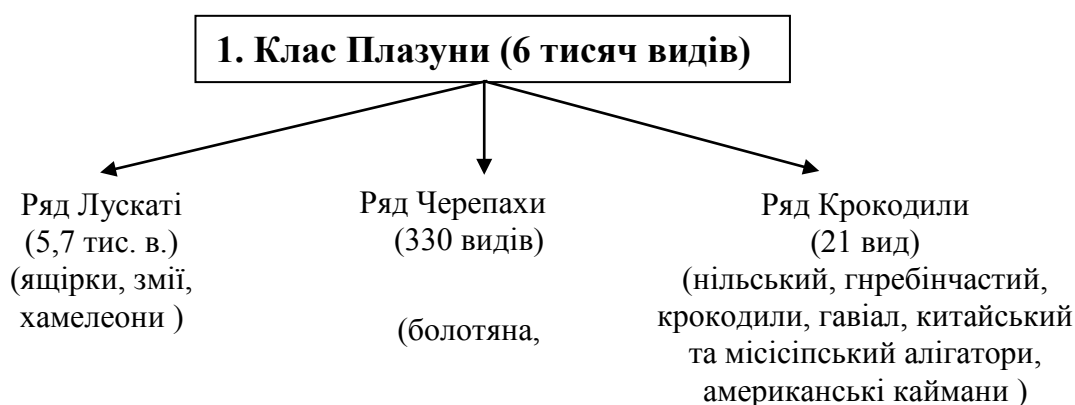 1. Клас Плазуни (6 тисяч видів)
Ряд Лускаті
(5,7 тис. в.)
(ящірки, змії,
хамелеони )
Ряд Черепахи
(330 видів)
(болотяна,
Ряд Крокодили
(21 вид)
(нільський, гнребінчастий,
крокодили, гавіал, китайський
та місісіпський алігатори,
американські каймани )